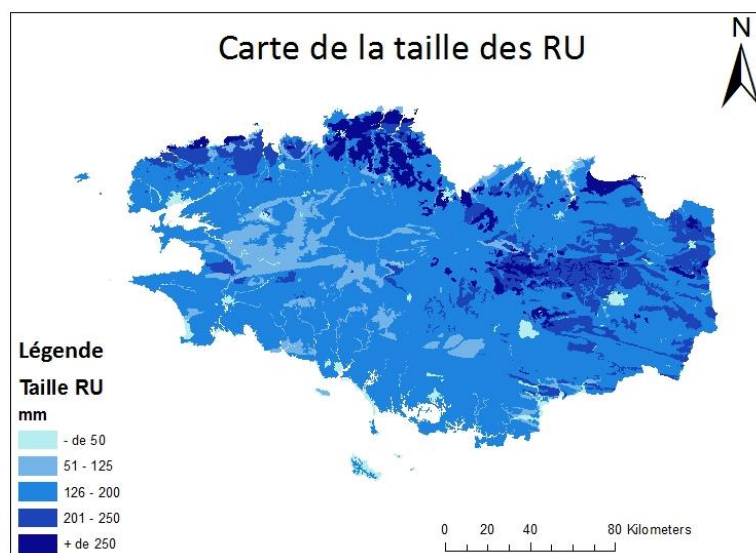 Carte de la taille des RU
N
Légende
Taille RU
mm
- de 50
51 - 125
126 - 200
201 - 250
+ de 250
0 20 40 80 Kilometers